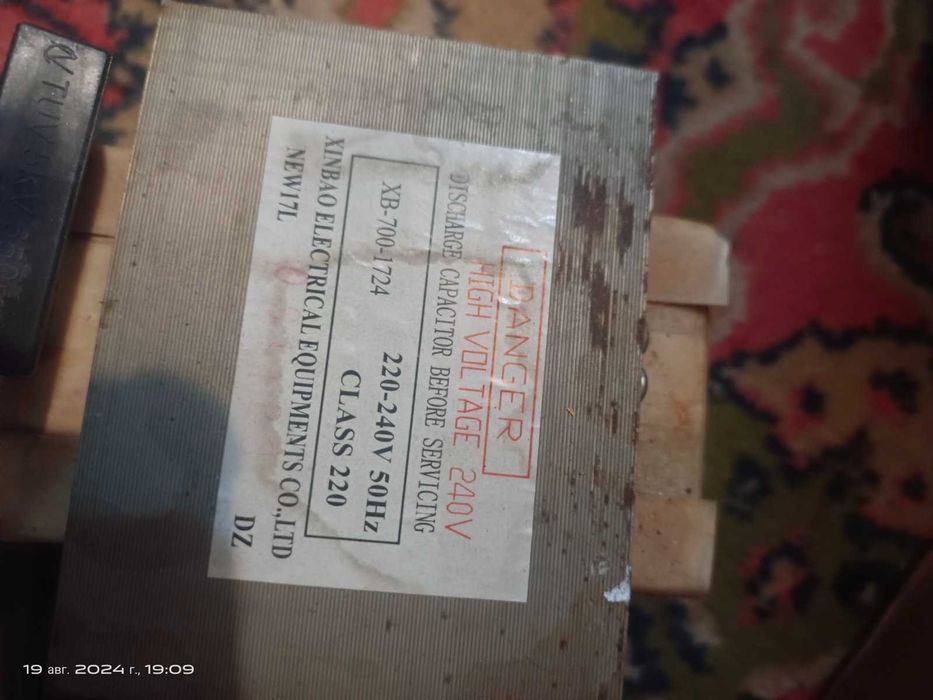 DANGER
HIGH VOLTAGE 240V
DISCHARGE CAPACITOR BEFORE SERVICING
XB-700-1724 220-240V 50Hz
CLASS 220
XINBAO ELECTRICAL EQUIPMENTS CO.,LTD
NEW17L DZ
19 авг. 2024 г., 19:09